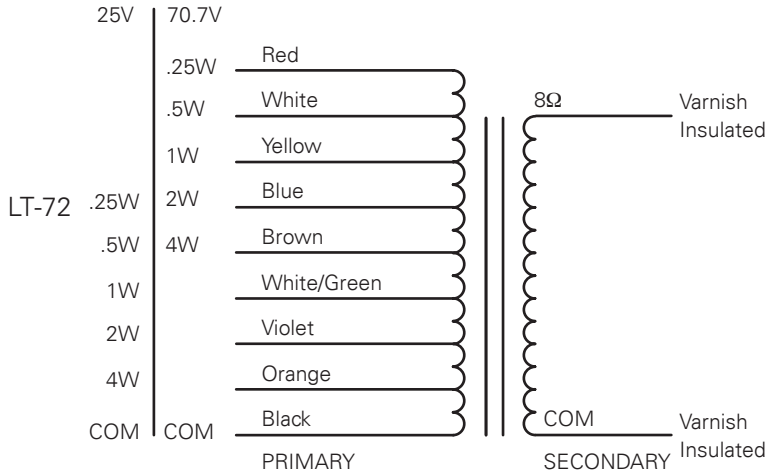 25V 70.7V
.25W Red
.5W White 8Ω Varnish Insulated
1W Yellow
LT-72 .25W 2W Blue
.5W 4W Brown
1W White/Green
2W Violet
4W Orange
COM COM Black COM Varnish Insulated
PRIMARY SECONDARY